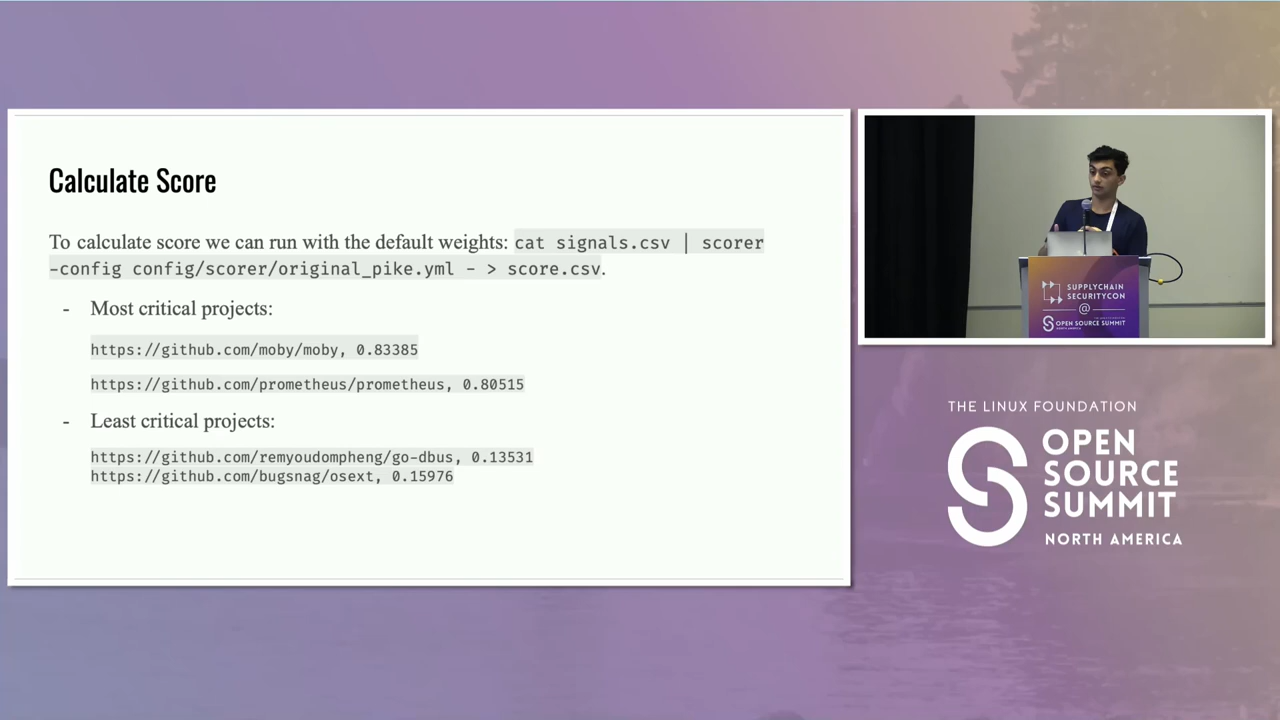 Calculate Score
To calculate score we can run with the default weights: cat signals.csv | scorer
-config config/scorer/original_pike.yml - > score.csv.
- Most critical projects:
https://github.com/moby/moby, 0.83385
https://github.com/prometheus/prometheus, 0.80515
- Least critical projects:
https://github.com/remyoudompheng/go-dbus, 0.13531
https://github.com/bugsnag/osext, 0.15976
SUPPLYCHAIN
SECURITYCON
@
OPEN SOURCE SUMMIT
THE LINUX FOUNDATION
OPEN
SOURCE
SUMMIT
NORTH AMERICA